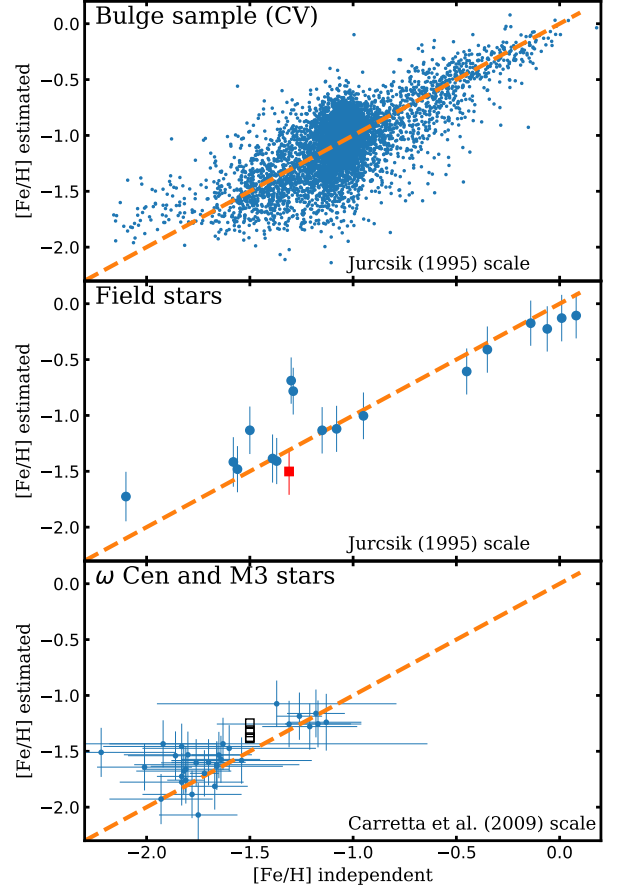 Bulge sample (CV)
0.0
−0.5
−1.0
−1.5
−2.0
[Fe/H] estimated
Jurcsik (1995) scale
Field stars
0.0
−0.5
−1.0
−1.5
−2.0
[Fe/H] estimated
Jurcsik (1995) scale
ω Cen and M3 stars
0.0
−0.5
−1.0
−1.5
−2.0
[Fe/H] estimated
Carretta et al. (2009) scale
−2.0 −1.5 −1.0 −0.5 0.0
[Fe/H] independent